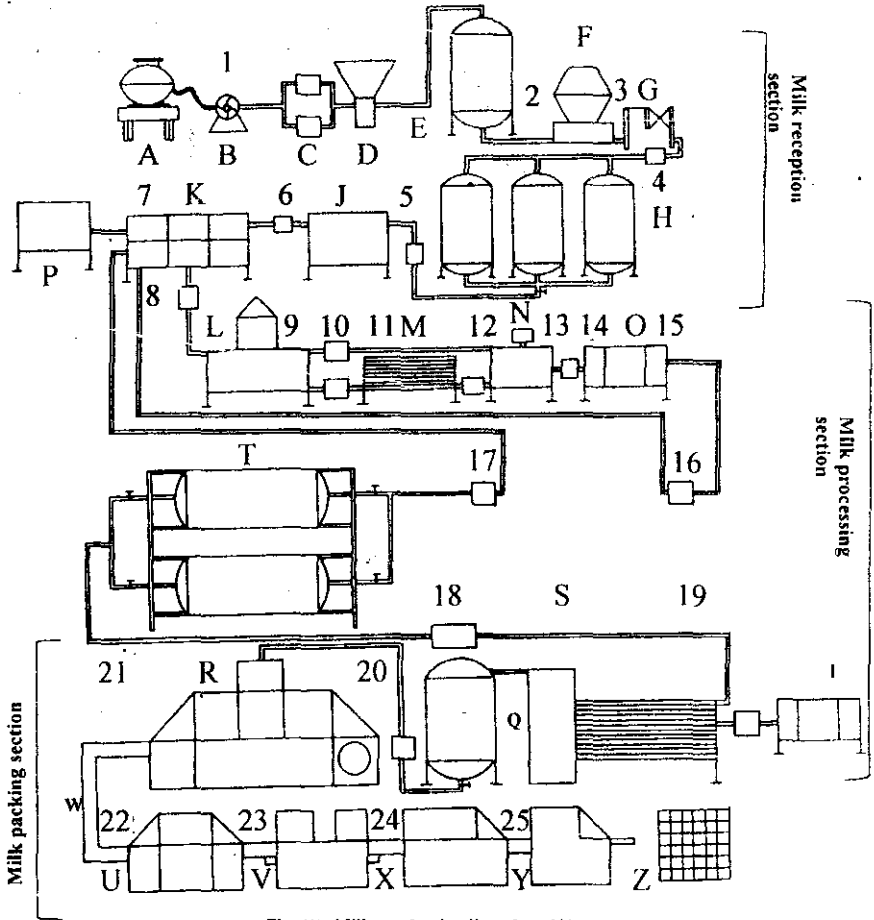 F
1
2
3 G
E
A
B
C
D
4
H
7 K 6 J 5
P
8
N
L 9 10 11 M 12 13 14 O 15
T
17
16
18 S 19
21 R 20
Q
I
w
22 23 24 25
U V X Y Z
Milk reception
section
Milk processing
section
Milk packing section